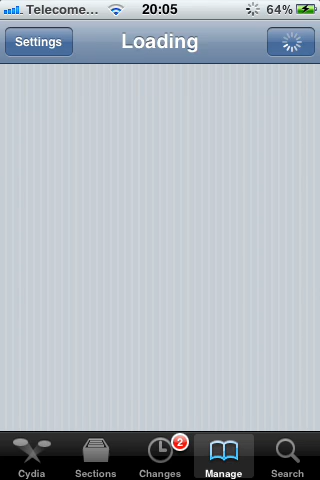 Telecome... 20:05 64%
Settings Loading
2
Cydia Sections Changes Manage Search